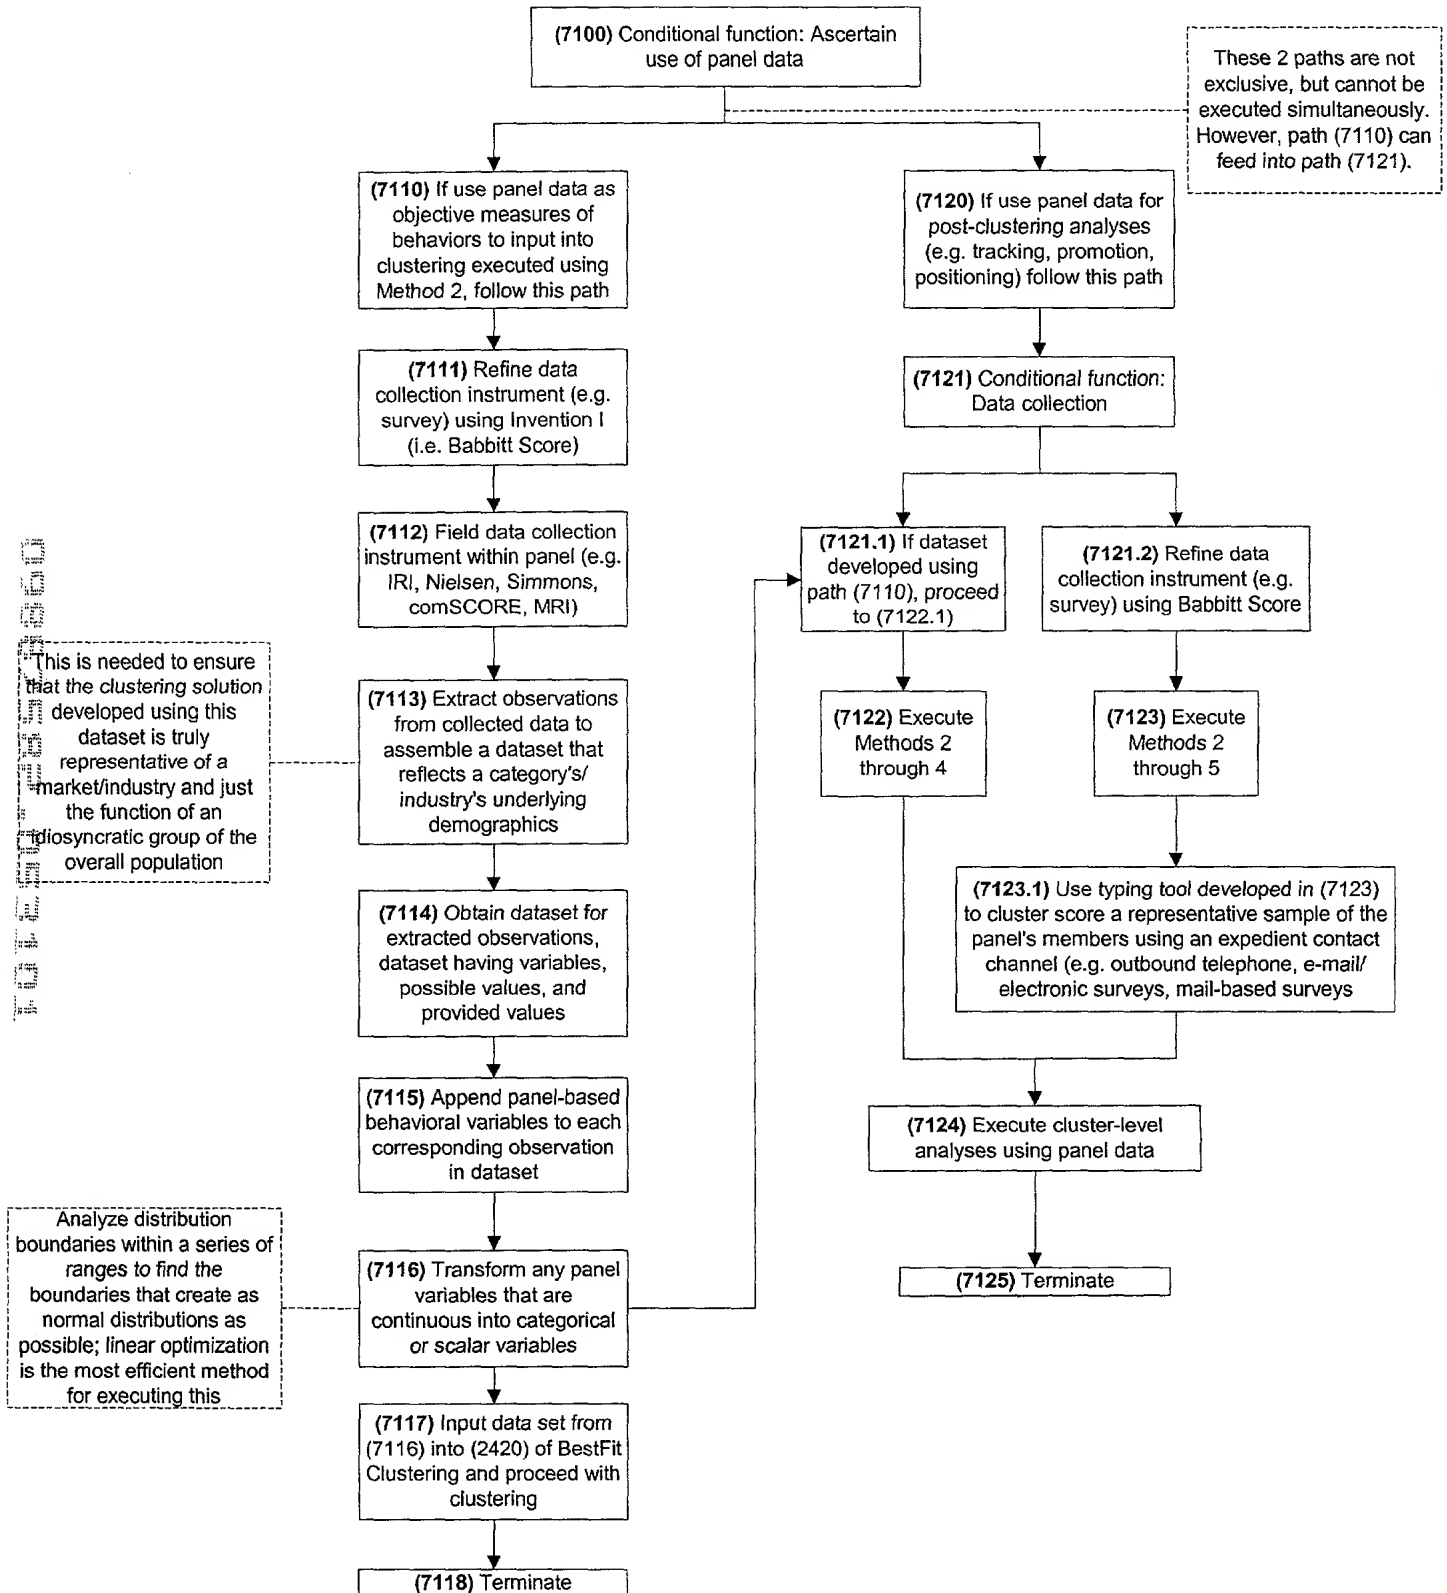 (7100) Conditional function: Ascertain
use of panel data
These 2 paths are not
exclusive, but cannot be
executed simultaneously.
However, path (7110) can
feed into path (7121).
(7110) If use panel data as
objective measures of
behaviors to input into
clustering executed using
Method 2, follow this path
(7120) If use panel data for
post-clustering analyses
(e.g. tracking, promotion,
positioning) follow this path
(7111) Refine data
collection instrument (e.g.
survey) using Invention I
(i.e. Babbitt Score)
(7121) Conditional function:
Data collection
(7112) Field data collection
instrument within panel (e.g.
IRI, Nielsen, Simmons,
comSCORE, MRI)
(7121.1) If dataset
developed using
path (7110), proceed
to (7122.1)
(7121.2) Refine data
collection instrument (e.g.
survey) using Babbitt Score
This is needed to ensure
that the clustering solution
developed using this
dataset is truly
representative of a
market/industry and just
the function of an
idiosyncratic group of the
overall population
(7113) Extract observations
from collected data to
assemble a dataset that
reflects a category's/
industry's underlying
demographics
(7122) Execute
Methods 2
through 4
(7123) Execute
Methods 2
through 5
(7114) Obtain dataset for
extracted observations,
dataset having variables,
possible values, and
provided values
(7123.1) Use typing tool developed in (7123)
to cluster score a representative sample of the
panel's members using an expedient contact
channel (e.g. outbound telephone, e-mail/
electronic surveys, mail-based surveys
(7115) Append panel-based
behavioral variables to each
corresponding observation
in dataset
(7124) Execute cluster-level
analyses using panel data
Analyze distribution
boundaries within a series of
ranges to find the
boundaries that create as
normal distributions as
possible; linear optimization
is the most efficient method
for executing this
(7116) Transform any panel
variables that are
continuous into categorical
or scalar variables
(7125) Terminate
(7117) Input data set from
(7116) into (2420) of BestFit
Clustering and proceed with
clustering
(7118) Terminate